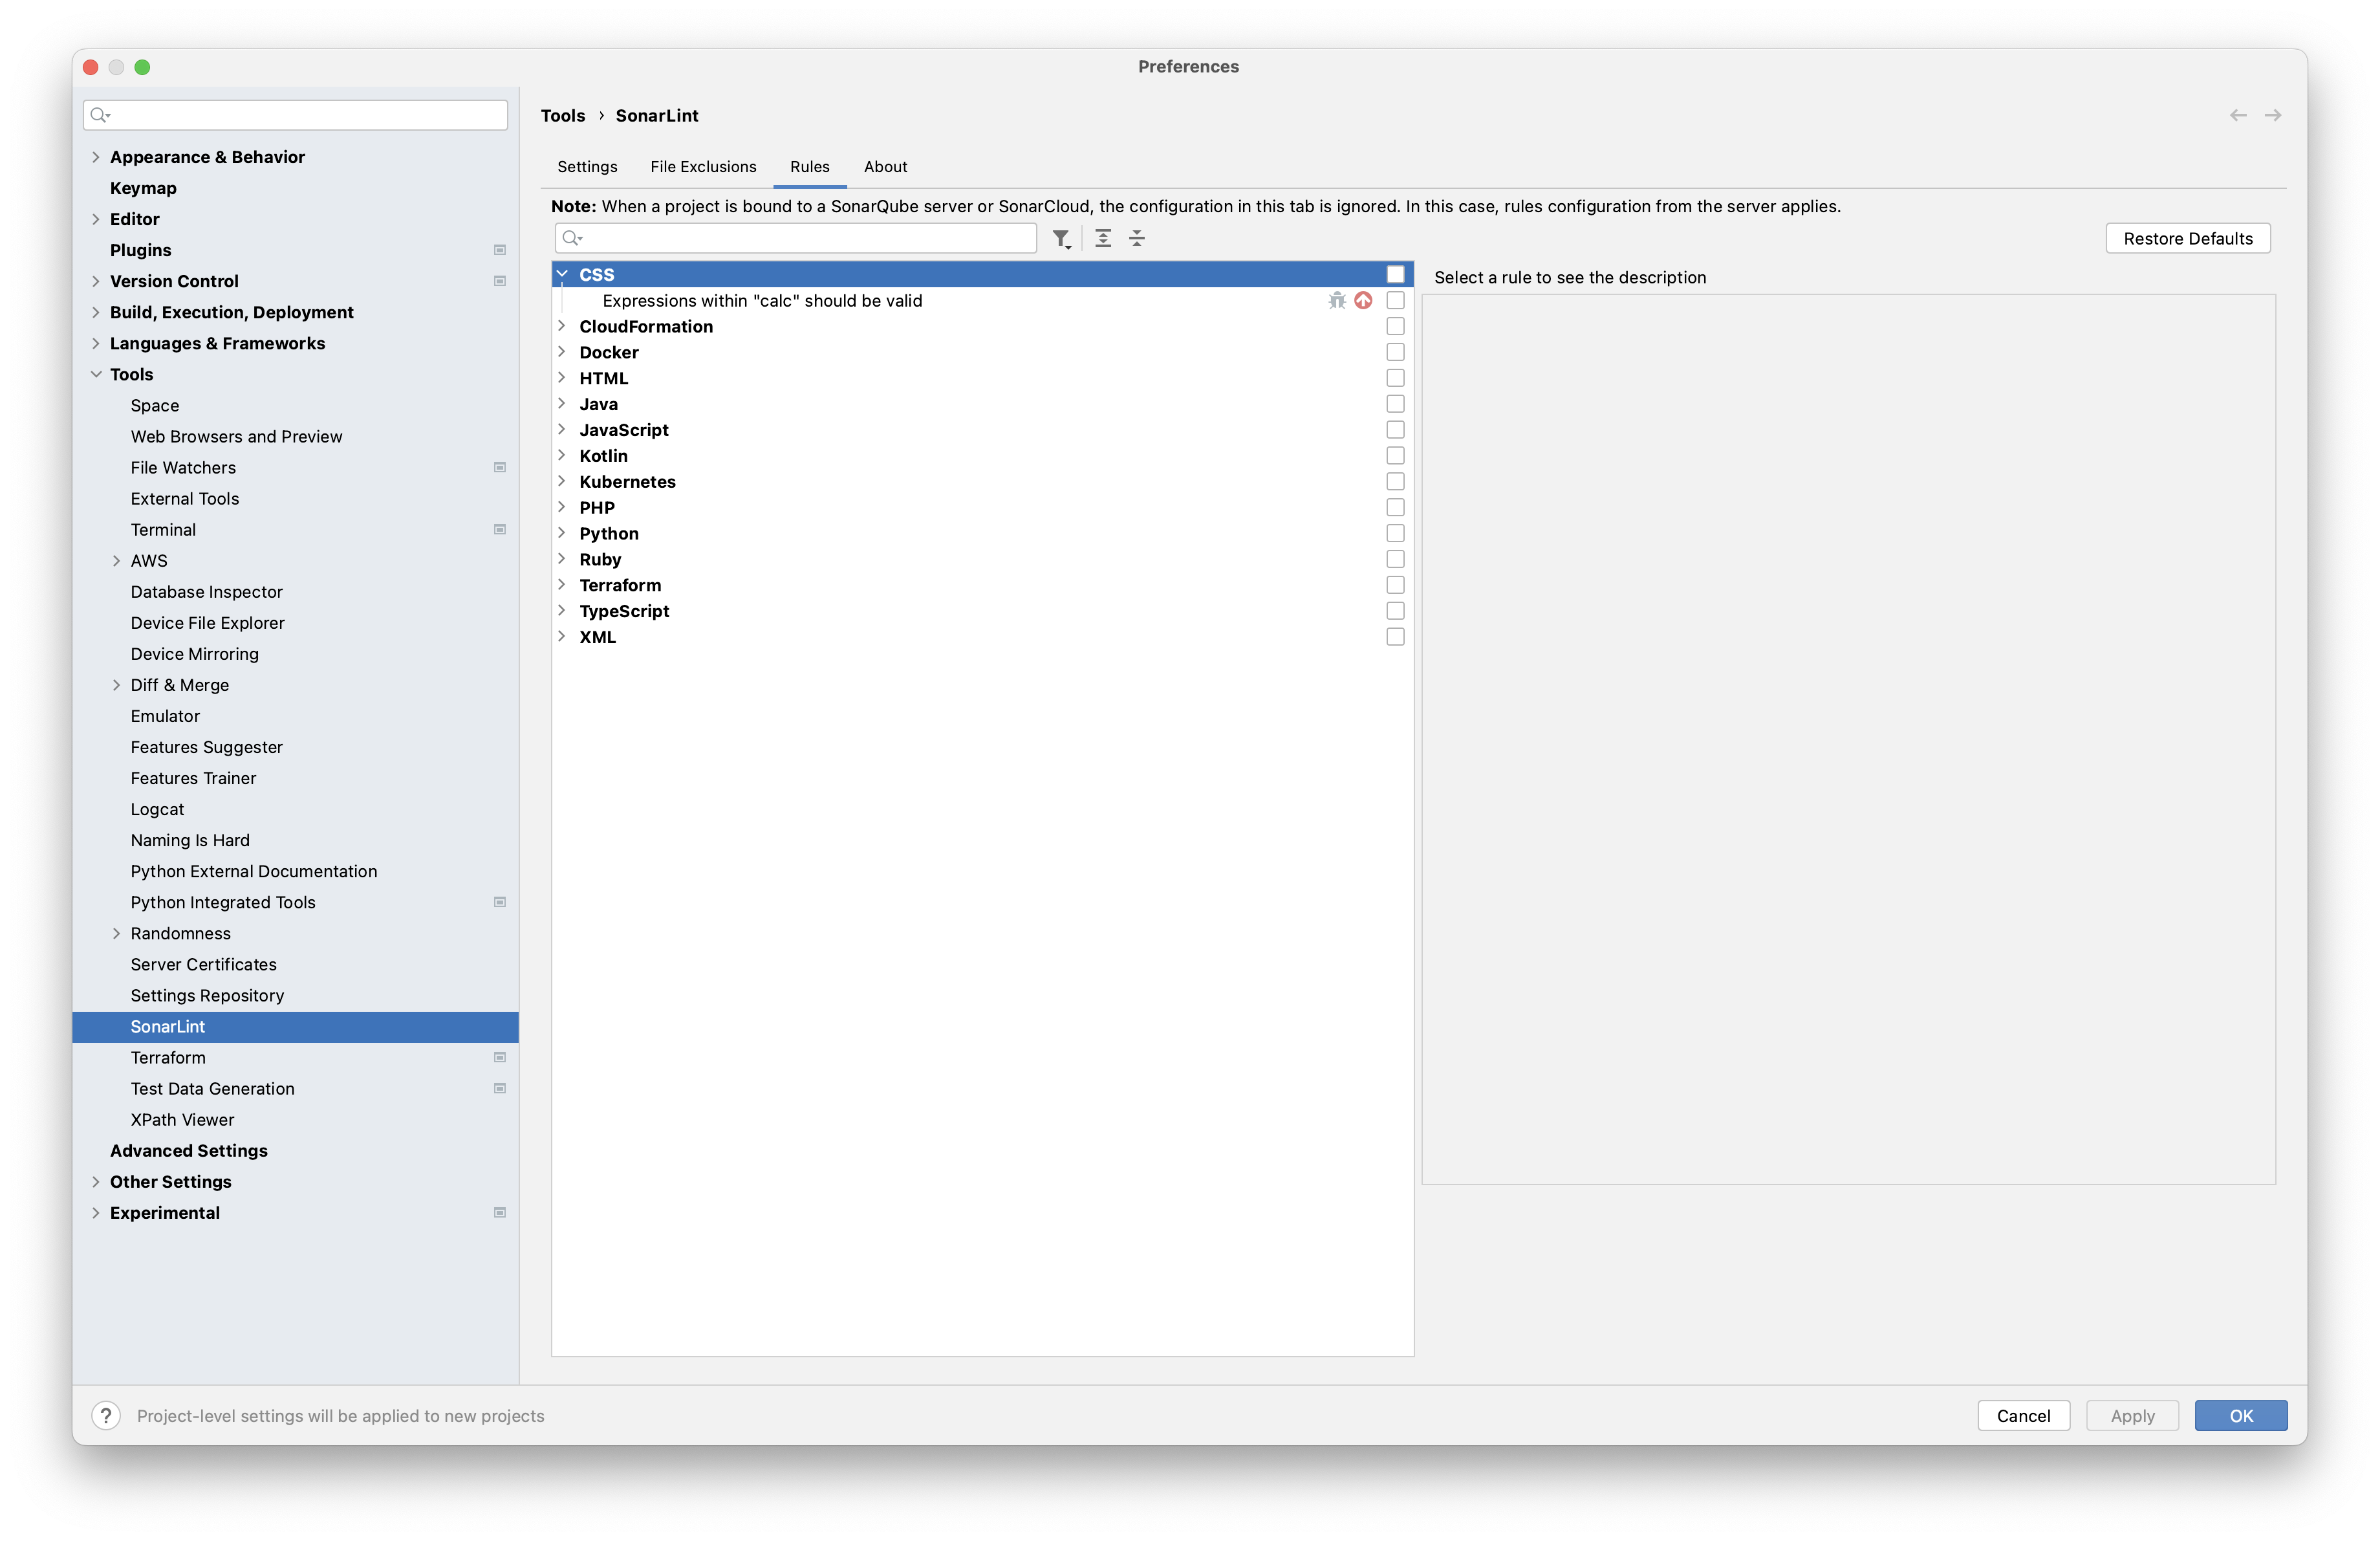 Preferences
Appearance & Behavior
Keymap
Editor
Plugins
Version Control
Build, Execution, Deployment
Languages & Frameworks
Tools
Space
Web Browsers and Preview
File Watchers
External Tools
Terminal
AWS
Database Inspector
Device File Explorer
Device Mirroring
Diff & Merge
Emulator
Features Suggester
Features Trainer
Logcat
Naming Is Hard
Python External Documentation
Python Integrated Tools
Randomness
Server Certificates
Settings Repository
SonarLint
Terraform
Test Data Generation
XPath Viewer
Advanced Settings
Other Settings
Experimental
Tools › SonarLint
Settings File Exclusions Rules About
Note: When a project is bound to a SonarQube server or SonarCloud, the configuration in this tab is ignored. In this case, rules configuration from the server applies.
Restore Defaults
CSS
Expressions within "calc" should be valid
CloudFormation
Docker
HTML
Java
JavaScript
Kotlin
Kubernetes
PHP
Python
Ruby
Terraform
TypeScript
XML
Select a rule to see the description
? Project-level settings will be applied to new projects
Cancel Apply OK